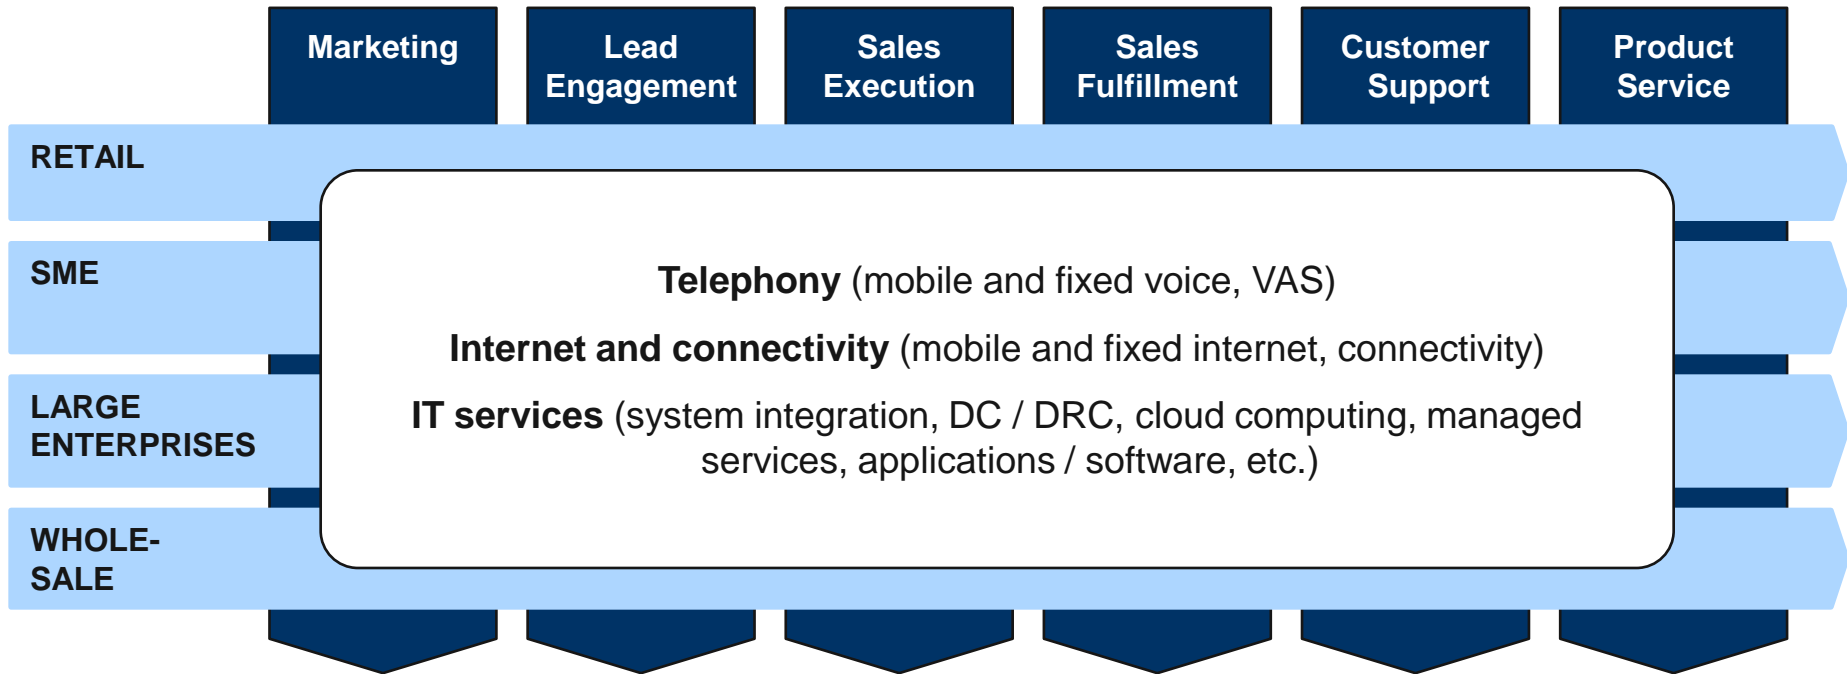 Marketing
Lead
Engagement
Sales
Execution
Sales
Fulfillment
Customer
Support
Product
Service
RETAIL
SME
LARGE
ENTERPRISES
WHOLE-
SALE
Telephony (mobile and fixed voice, VAS)
Internet and connectivity (mobile and fixed internet, connectivity)
IT services (system integration, DC / DRC, cloud computing, managed
services, applications / software, etc.)